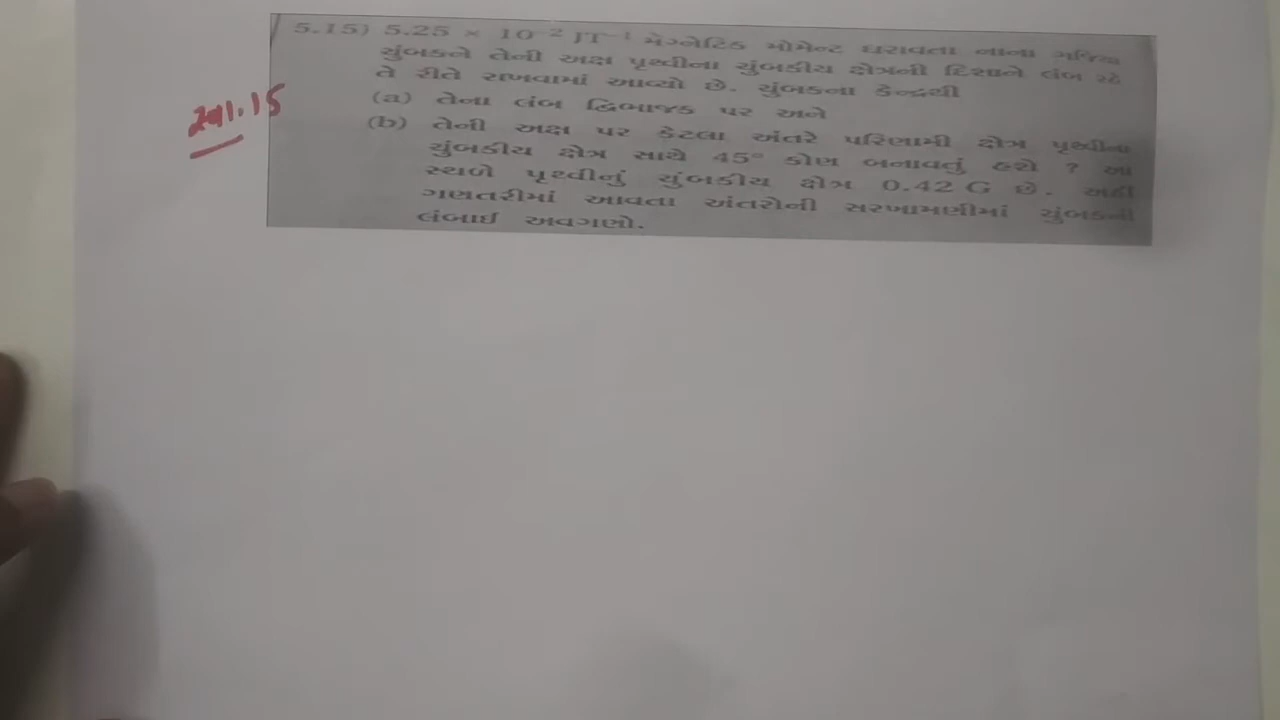 5.15) 5.25 × 10⁻² JT⁻¹ મેગ્નેટિક મોમેન્ટ ધરાવતા નાના ગજિયા
ચુંબકને તેની અક્ષ પૃથ્વીના ચુંબકીય ક્ષેત્રની દિશાને લંબ રહે
તે રીતે રાખવામાં આવ્યો છે. ચુંબકના કેન્દ્રથી
(a) તેના લંબ દ્વિભાજક પર અને
(b) તેની અક્ષ પર કેટલા અંતરે પરિણામી ક્ષેત્ર પૃથ્વીના
ચુંબકીય ક્ષેત્ર સાથે 45° કોણ બનાવતું હશે ? આ
સ્થળે પૃથ્વીનું ચુંબકીય ક્ષેત્ર 0.42 G છે. અહીં
ગણતરીમાં આવતા અંતરોની સરખામણીમાં ચુંબકની
લંબાઈ અવગણો.
સ્વા.15